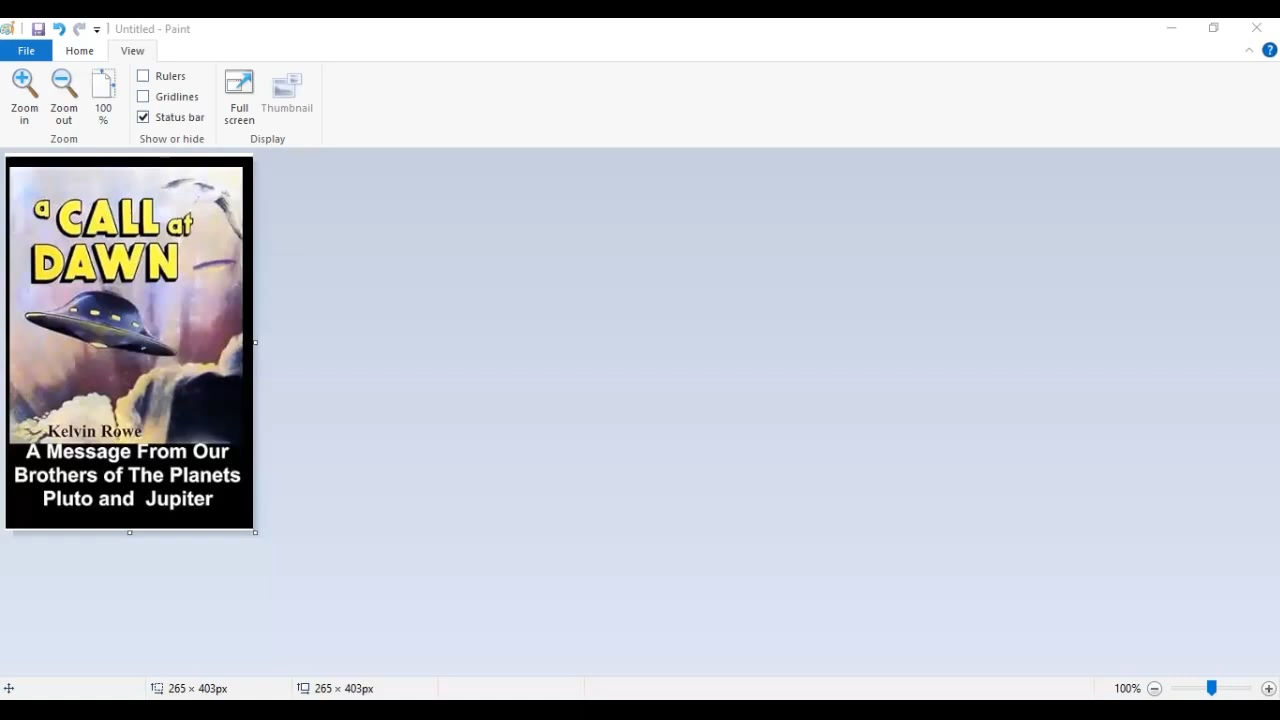 Untitled - Paint
File Home View
Zoom in
Zoom out
100 %
Rulers
Gridlines
Status bar
Full screen
Thumbnail
Zoom
Show or hide
Display
a CALL at
DAWN
Kelvin Rowe
A Message From Our
Brothers of The Planets
Pluto and Jupiter
265 × 403px
265 × 403px
100%